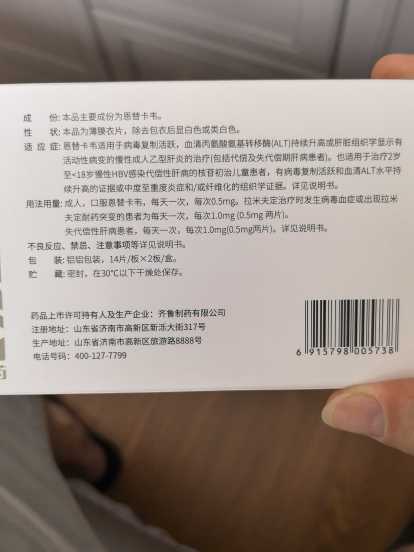 成 份:本品主要成份为恩替卡韦。
性 状:本品为薄膜衣片,除去包衣后显白色或类白色。
适 应 症:恩替卡韦适用于病毒复制活跃,血清丙氨酸氨基转移酶(ALT)持续升高或肝脏组织学显示有
活动性病变的慢性成人乙型肝炎的治疗(包括代偿及失代偿期肝病患者)。也适用于治疗2岁
至<18岁慢性HBV感染代偿性肝病的核苷初治儿童患者,有病毒复制活跃和血清ALT水平持
续升高的证据或中度至重度炎症和/或纤维化的组织学证据。详见说明书。
用法用量:成人,口服恩替卡韦,每天一次,每次0.5mg。拉米夫定治疗时发生病毒血症或出现拉米
夫定耐药突变的患者为每天一次,每次1.0mg (0.5mg 两片)。
失代偿性肝病患者,每天一次,每次1.0mg(0.5mg两片)。详见说明书。
不良反应、禁忌、注意事项等详见说明书。
包 装:铝铝包装,14片/板×2板/盒。
贮 藏:密封,在30℃以下干燥处保存。
药品上市许可持有人及生产企业:齐鲁制药有限公司
注册地址:山东省济南市高新区新泺大街317号
生产地址:山东省济南市高新区旅游路8888号
电话号码:400-127-7799
6 915798 005738
药